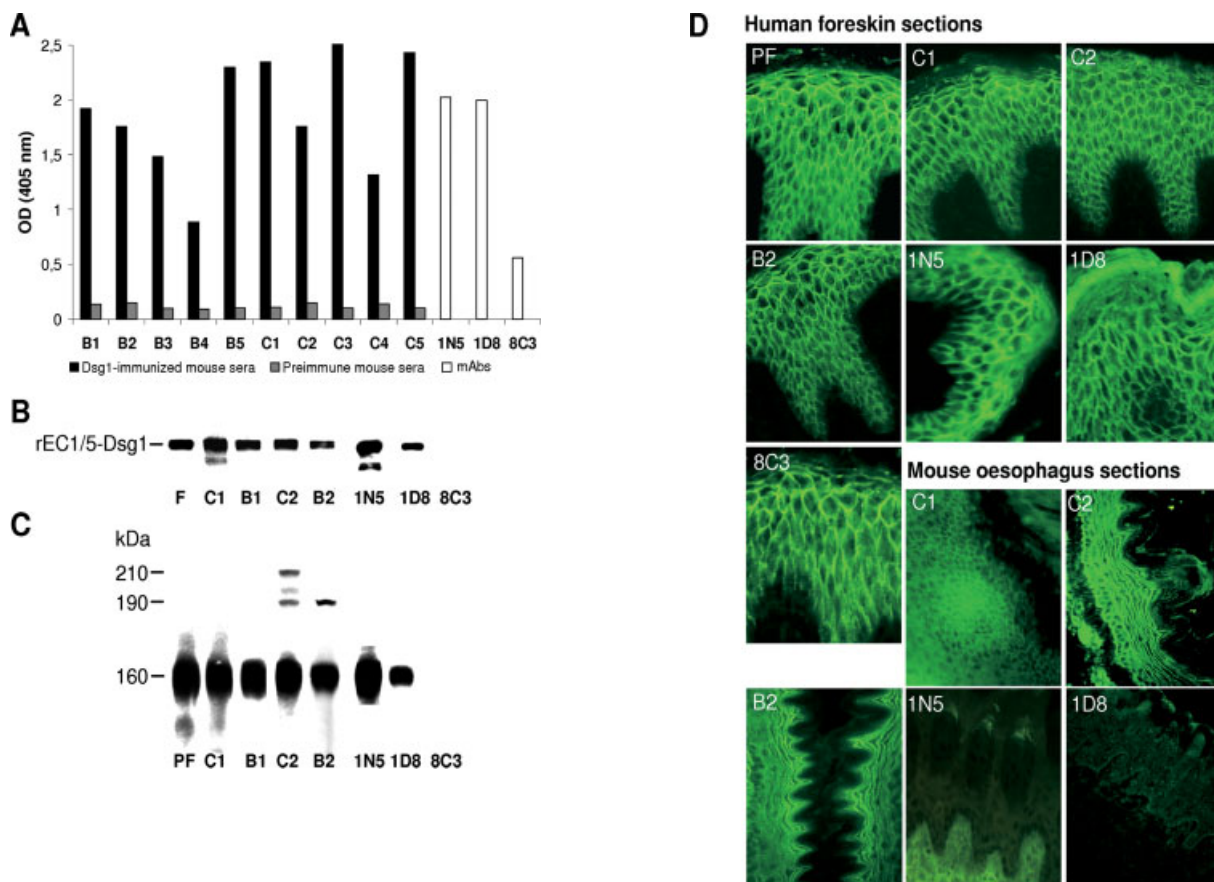 A
OD (405 nm)
2,5
2
1,5
1
0,5
0
B1 B2 B3 B4 B5 C1 C2 C3 C4 C5 1N5 1D8 8C3
Dsg1-immunized mouse sera Preimmune mouse sera mAbs
B
rEC1/5-Dsg1
F C1 B1 C2 B2 1N5 1D8 8C3
C
kDa
210
190
160
PF C1 B1 C2 B2 1N5 1D8 8C3
D
Human foreskin sections
PF C1 C2
B2 1N5 1D8
8C3
Mouse oesophagus sections
C1 C2
B2 1N5 1D8